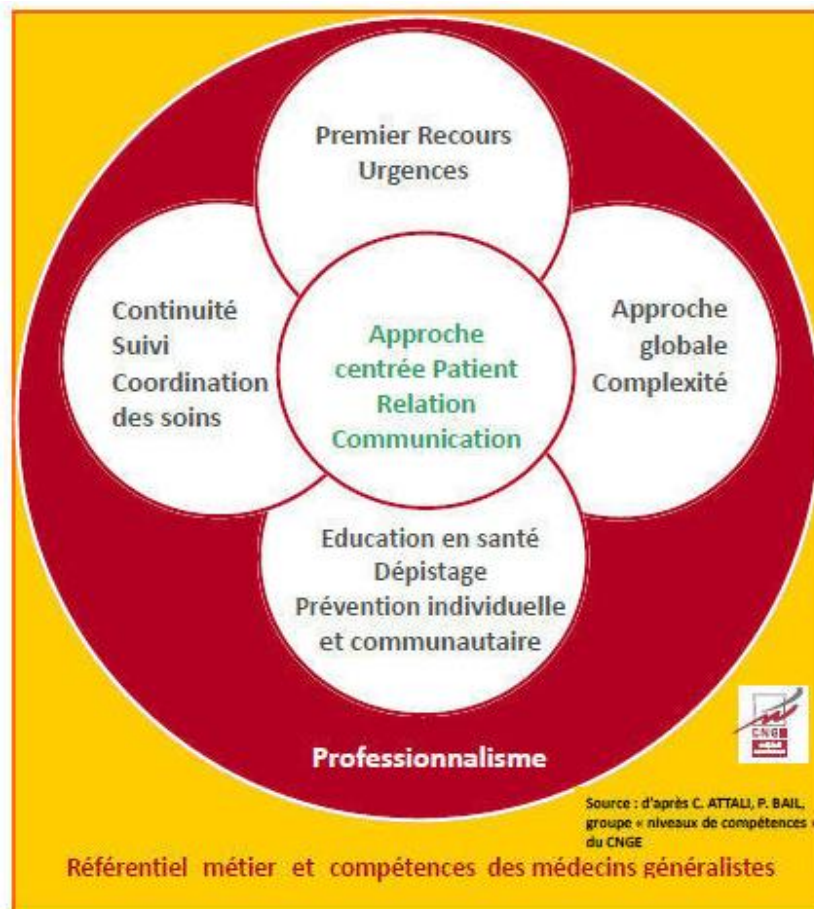 Premier Recours
Urgences
Continuité
Suivi
Coordination
des soins
Approche
centrée Patient
Relation
Communication
Approche
globale
Complexité
Education en santé
Dépistage
Prévention individuelle
et communautaire
Professionnalisme
CNGE
Source : d'après C. ATTALI, P. BAIL,
groupe « niveaux de compétences »
du CNGE
Référentiel métier et compétences des médecins généralistes